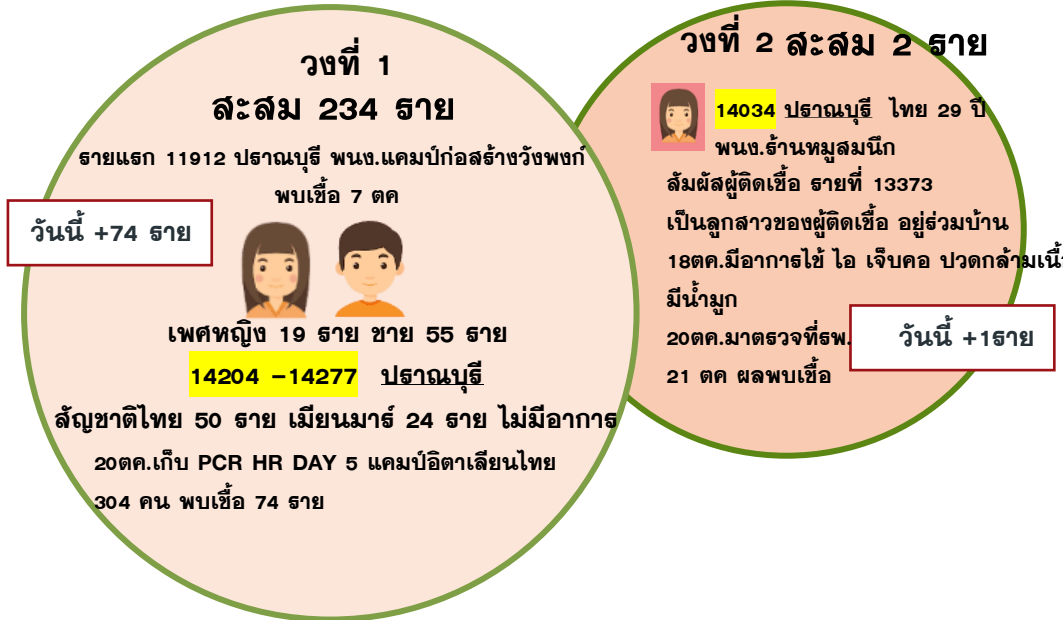 วงที่ 1
สะสม 234 ราย
รายแรก 11912 ปราณบุรี พนง.แคมป์ก่อสร้างวังพงก์
พบเชื้อ 7 ตค
วันนี้ +74 ราย
เพศหญิง 19 ราย ชาย 55 ราย
14204 –14277 ปราณบุรี
สัญชาติไทย 50 ราย เมียนมาร์ 24 ราย ไม่มีอาการ
20ตค.เก็บ PCR HR DAY 5 แคมป์อิตาเลียนไทย
304 คน พบเชื้อ 74 ราย
วงที่ 2 สะสม 2 ราย
14034 ปราณบุรี ไทย 29 ปี
พนง.ร้านหมูสมนึก
สัมผัสผู้ติดเชื้อ รายที่ 13373
เป็นลูกสาวของผู้ติดเชื้อ อยู่ร่วมบ้าน
18ตค.มีอาการไข้ ไอ เจ็บคอ ปวดกล้ามเนื้อ
มีน้ำมูก
20ตค.มาตรวจที่รพ.
วันนี้ +1ราย
21 ตค ผลพบเชื้อ